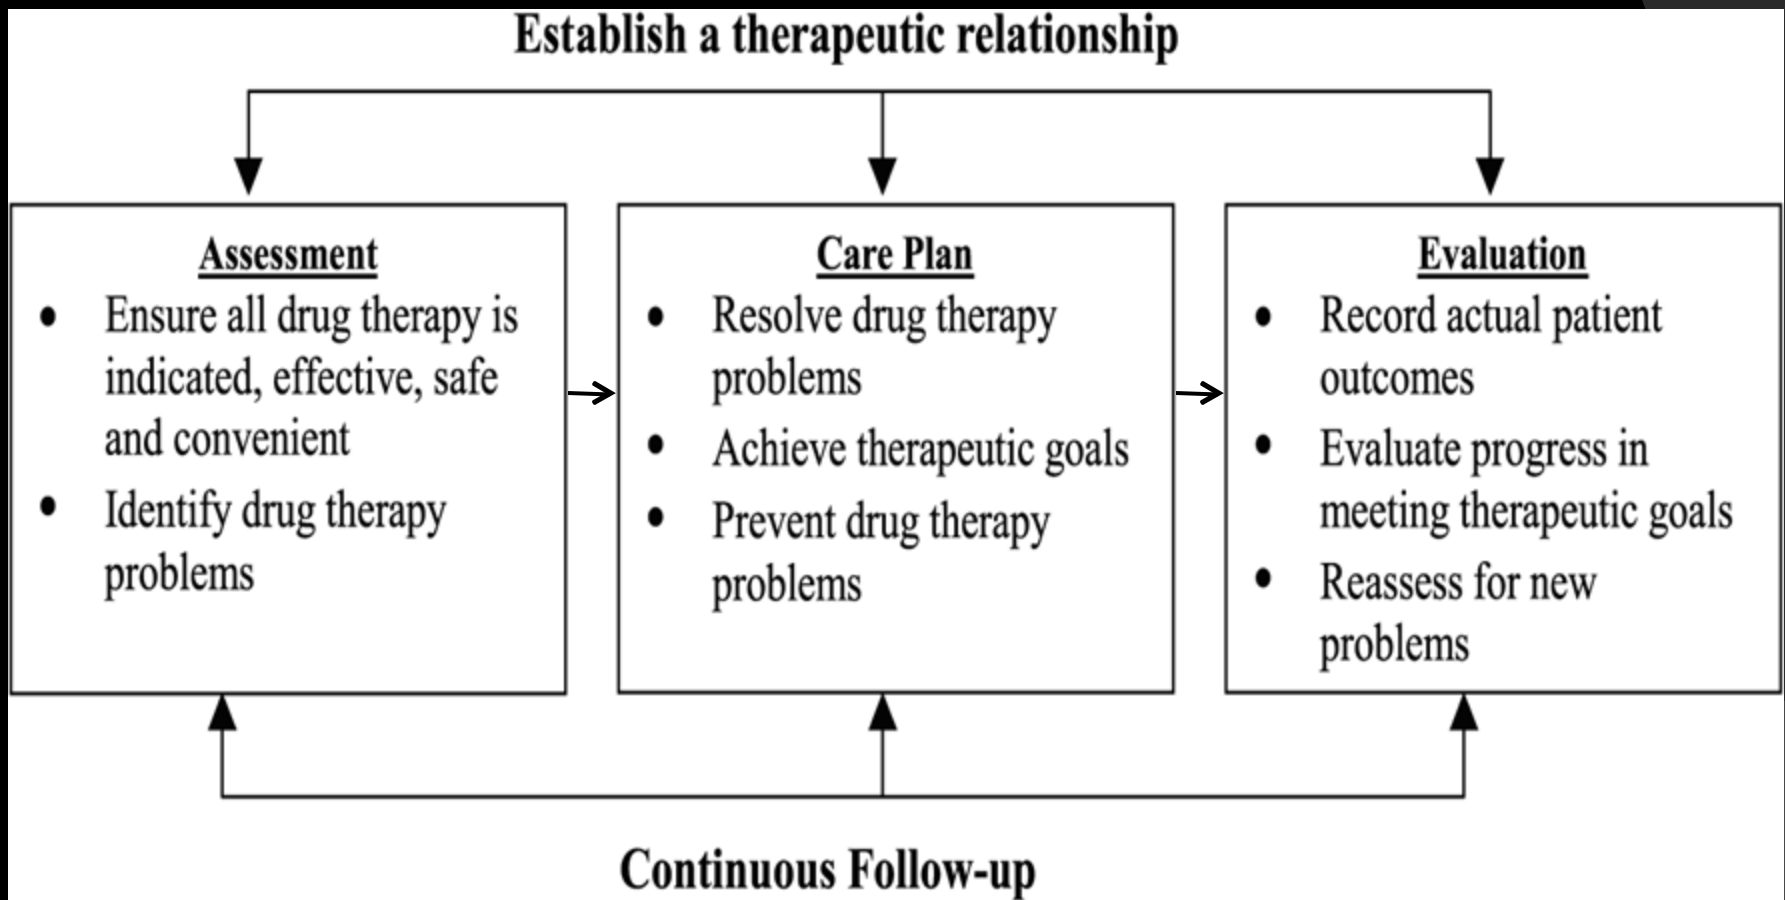 Establish a therapeutic relationship
Assessment
• Ensure all drug therapy is
indicated, effective, safe
and convenient
• Identify drug therapy
problems
Care Plan
• Resolve drug therapy
problems
• Achieve therapeutic goals
• Prevent drug therapy
problems
Evaluation
• Record actual patient
outcomes
• Evaluate progress in
meeting therapeutic goals
• Reassess for new
problems
Continuous Follow-up